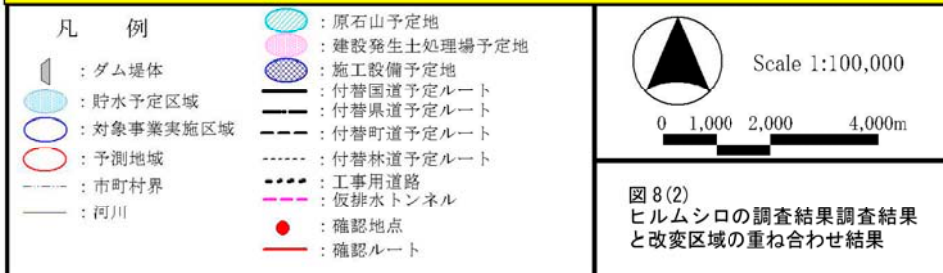 凡 例
: ダム堤体
: 貯水予定区域
: 対象事業実施区域
: 予測地域
: 市町村界
: 河川
: 原石山予定地
: 建設発生土処理場予定地
: 施工設備予定地
: 付替国道予定ルート
: 付替県道予定ルート
: 付替町道予定ルート
: 付替林道予定ルート
: 工事用道路
: 仮排水トンネル
: 確認地点
: 確認ルート
Scale 1:100,000
0 1,000 2,000 4,000m
図 8(2)
ヒルムシロの調査結果調査結果
と改変区域の重ね合わせ結果